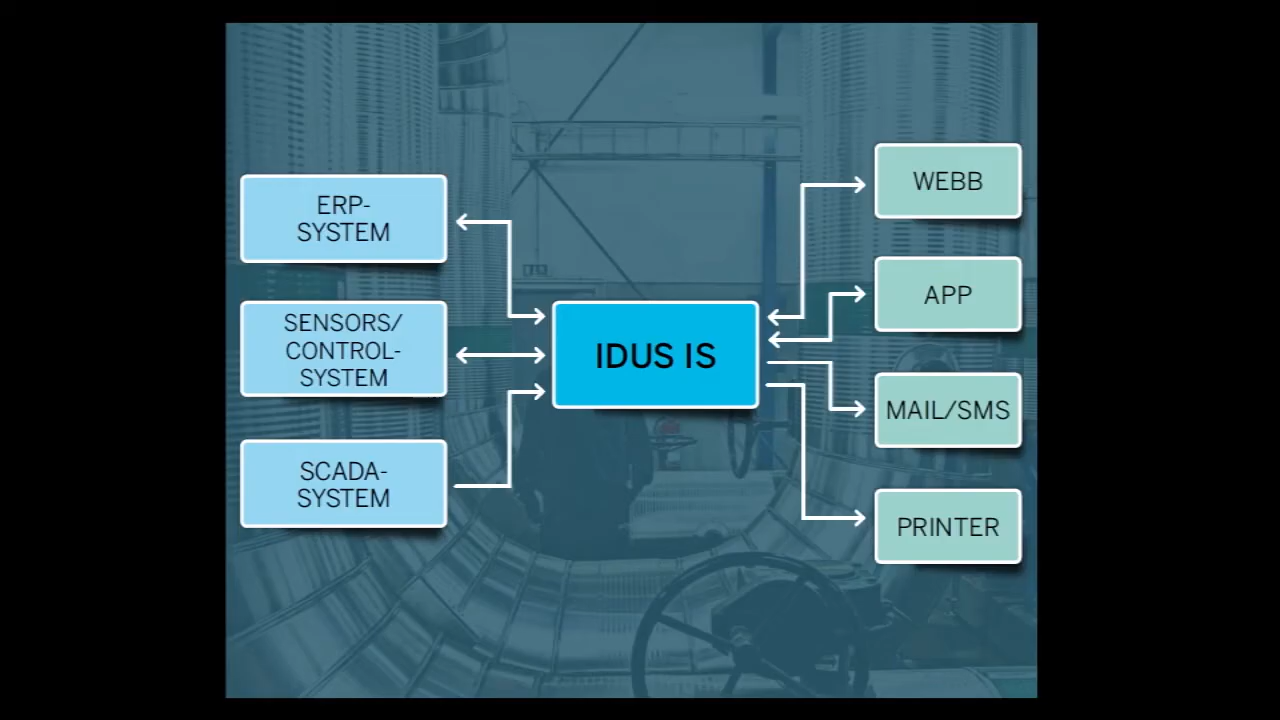 ERP-
SYSTEM
SENSORS/
CONTROL-
SYSTEM
SCADA-
SYSTEM
IDUS IS
WEBB
APP
MAIL/SMS
PRINTER